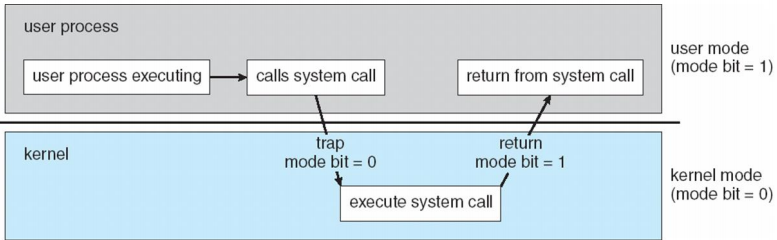 user process
user process executing
calls system call
return from system call
user mode
(mode bit = 1)
kernel
trap
mode bit = 0
return
mode bit = 1
execute system call
kernel mode
(mode bit = 0)